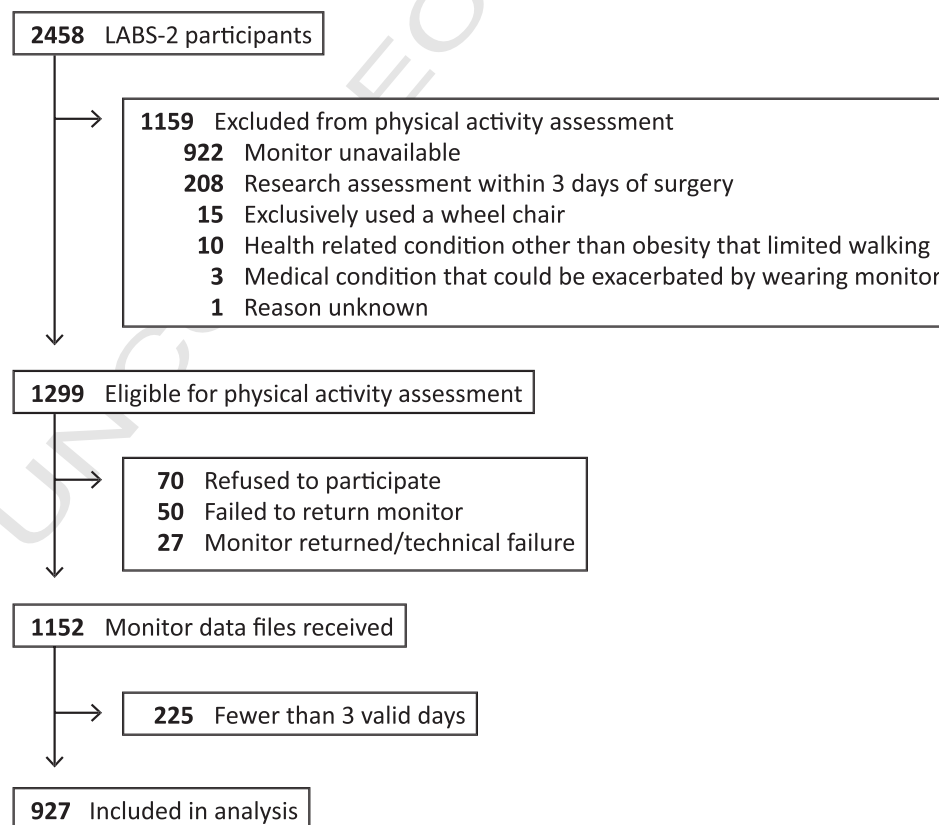 2458 LABS-2 participants
1159 Excluded from physical activity assessment
922 Monitor unavailable
208 Research assessment within 3 days of surgery
15 Exclusively used a wheel chair
10 Health related condition other than obesity that limited walking
3 Medical condition that could be exacerbated by wearing monitor
1 Reason unknown
1299 Eligible for physical activity assessment
70 Refused to participate
50 Failed to return monitor
27 Monitor returned/technical failure
1152 Monitor data files received
225 Fewer than 3 valid days
927 Included in analysis